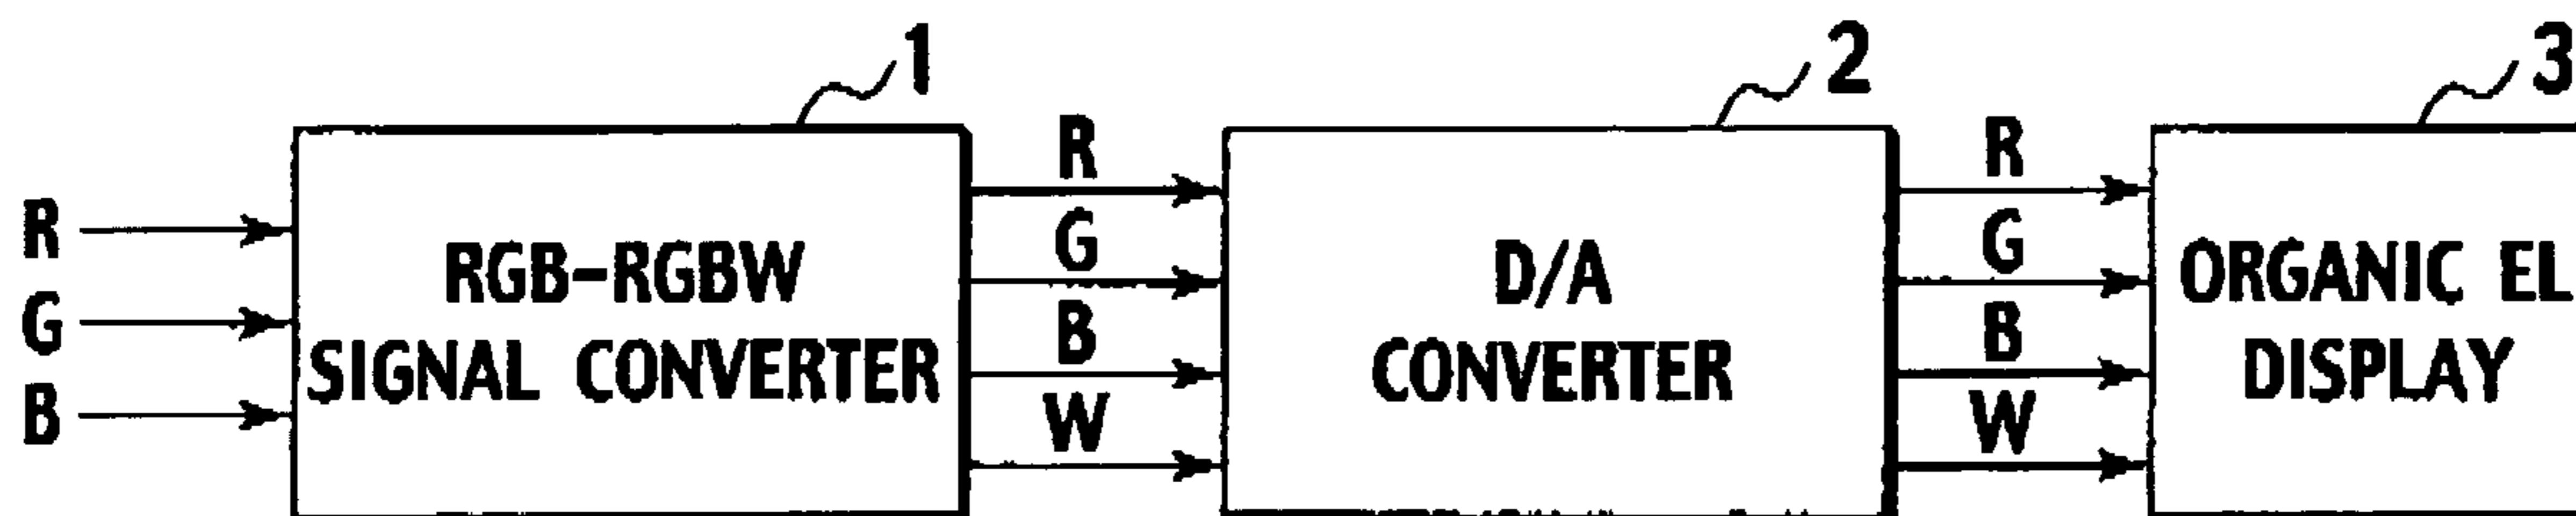 1
2
3
R
G
B
RGB-RGBW
SIGNAL CONVERTER
R
G
B
W
D/A
CONVERTER
R
G
B
W
ORGANIC EL
DISPLAY